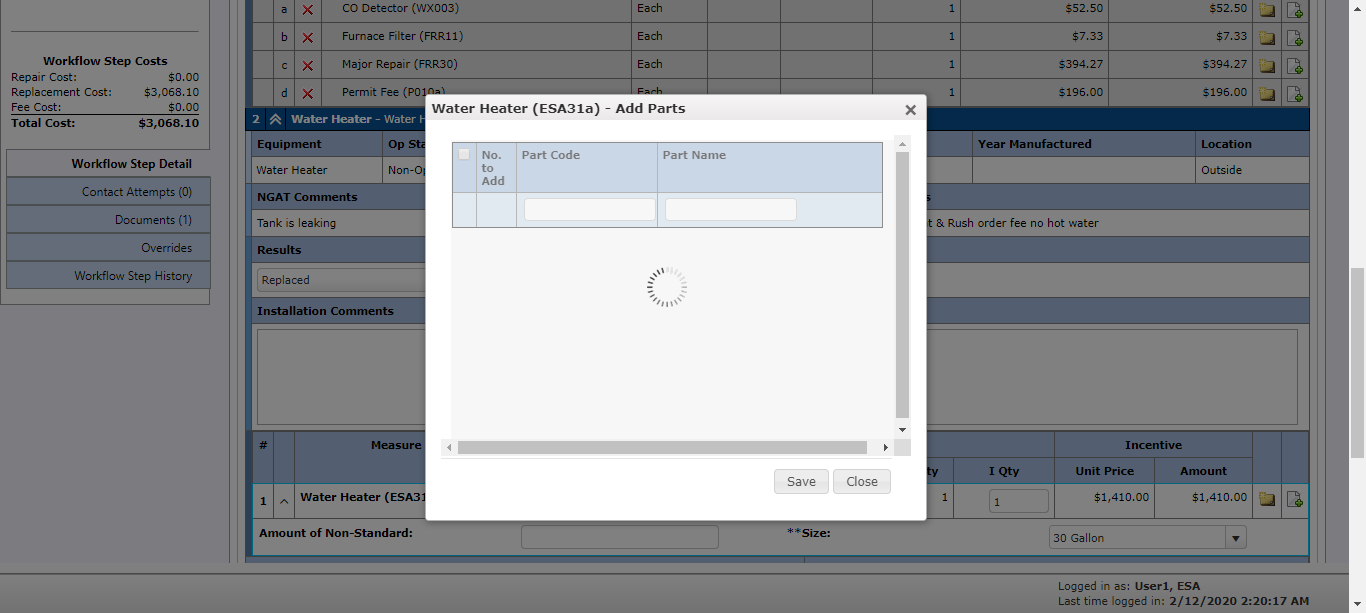 Workflow Step Costs
Repair Cost: $0.00
Replacement Cost: $3,068.10
Fee Cost: $0.00
Total Cost: $3,068.10
Workflow Step Detail
Contact Attempts (0)
Documents (1)
Overrides
Workflow Step History
a CO Detector (WX003) Each 1 $52.50 $52.50
b Furnace Filter (FRR11) Each 1 $7.33 $7.33
c Major Repair (FRR30) Each 1 $394.27 $394.27
d Permit Fee (P010a) Each 1 $196.00 $196.00
2 Water Heater - Water H
Equipment Op Sta Year Manufactured Location
Water Heater Non-Op Outside
NGAT Comments s
Tank is leaking t & Rush order fee no hot water
Results
Replaced
Installation Comments
Water Heater (ESA31a) - Add Parts
No. to Add Part Code Part Name
Save Close
# Measure Incentive
ty I Qty Unit Price Amount
1 Water Heater (ESA31 1 1 $1,410.00 $1,410.00
Amount of Non-Standard: **Size: 30 Gallon
Logged in as: User1, ESA
Last time logged in: 2/12/2020 2:20:17 AM